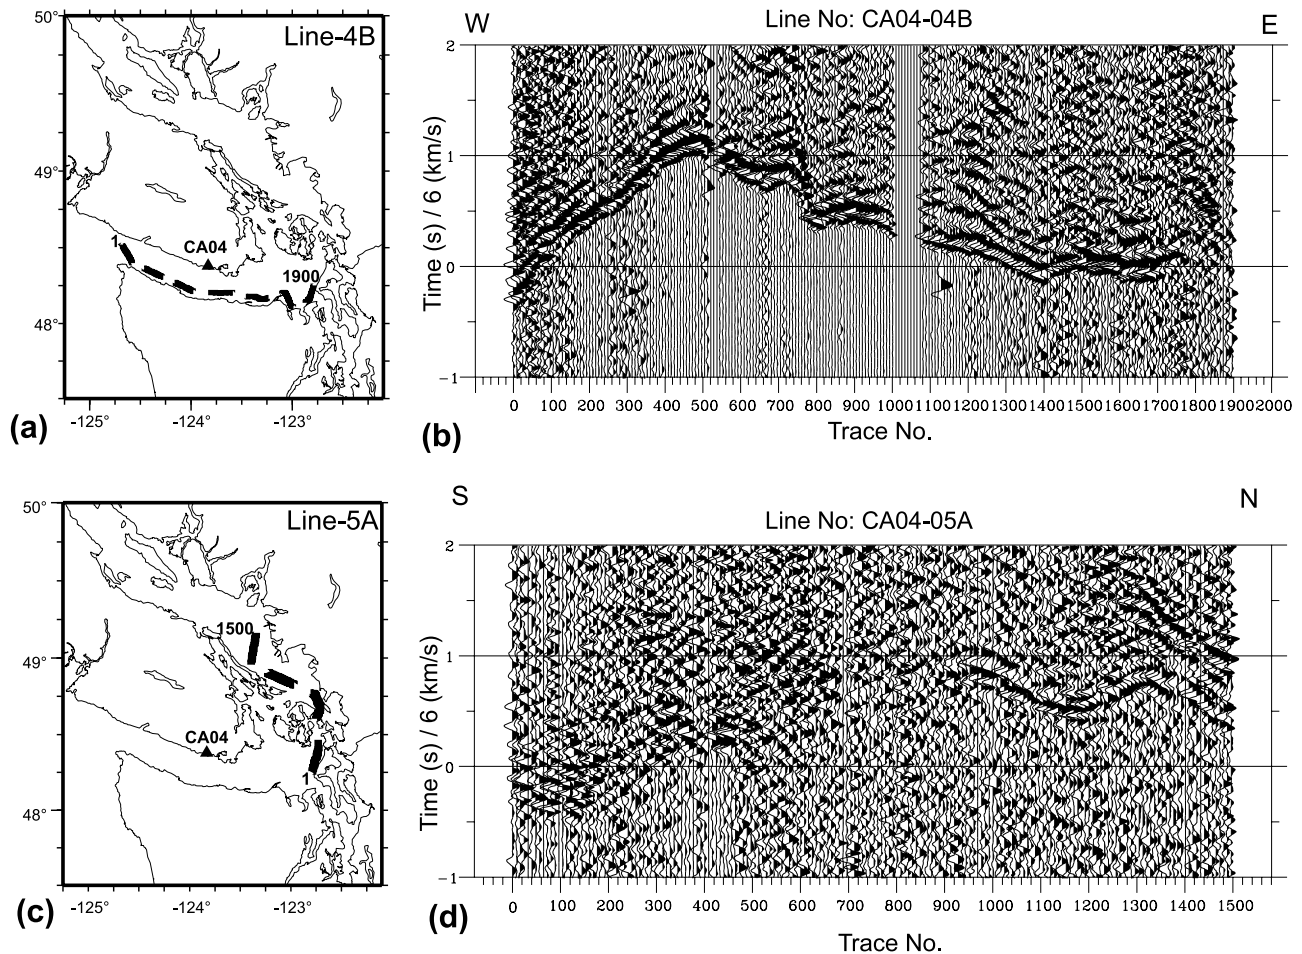 50°
Line-4B
49°
1
CA04
1900
48°
-125° -124° -123°
(a)
W
Line No: CA04-04B
E
2
1
0
−1
Time (s) / 6 (km/s)
0 100 200 300 400 500 600 700 800 900 1000 1100 1200 1300 1400 1500 1600 1700 1800 1900 2000
Trace No.
(b)
50°
Line-5A
1500
49°
CA04
1
48°
-125° -124° -123°
(c)
S
N
Line No: CA04-05A
2
1
0
−1
Time (s) / 6 (km/s)
0 100 200 300 400 500 600 700 800 900 1000 1100 1200 1300 1400 1500
Trace No.
(d)